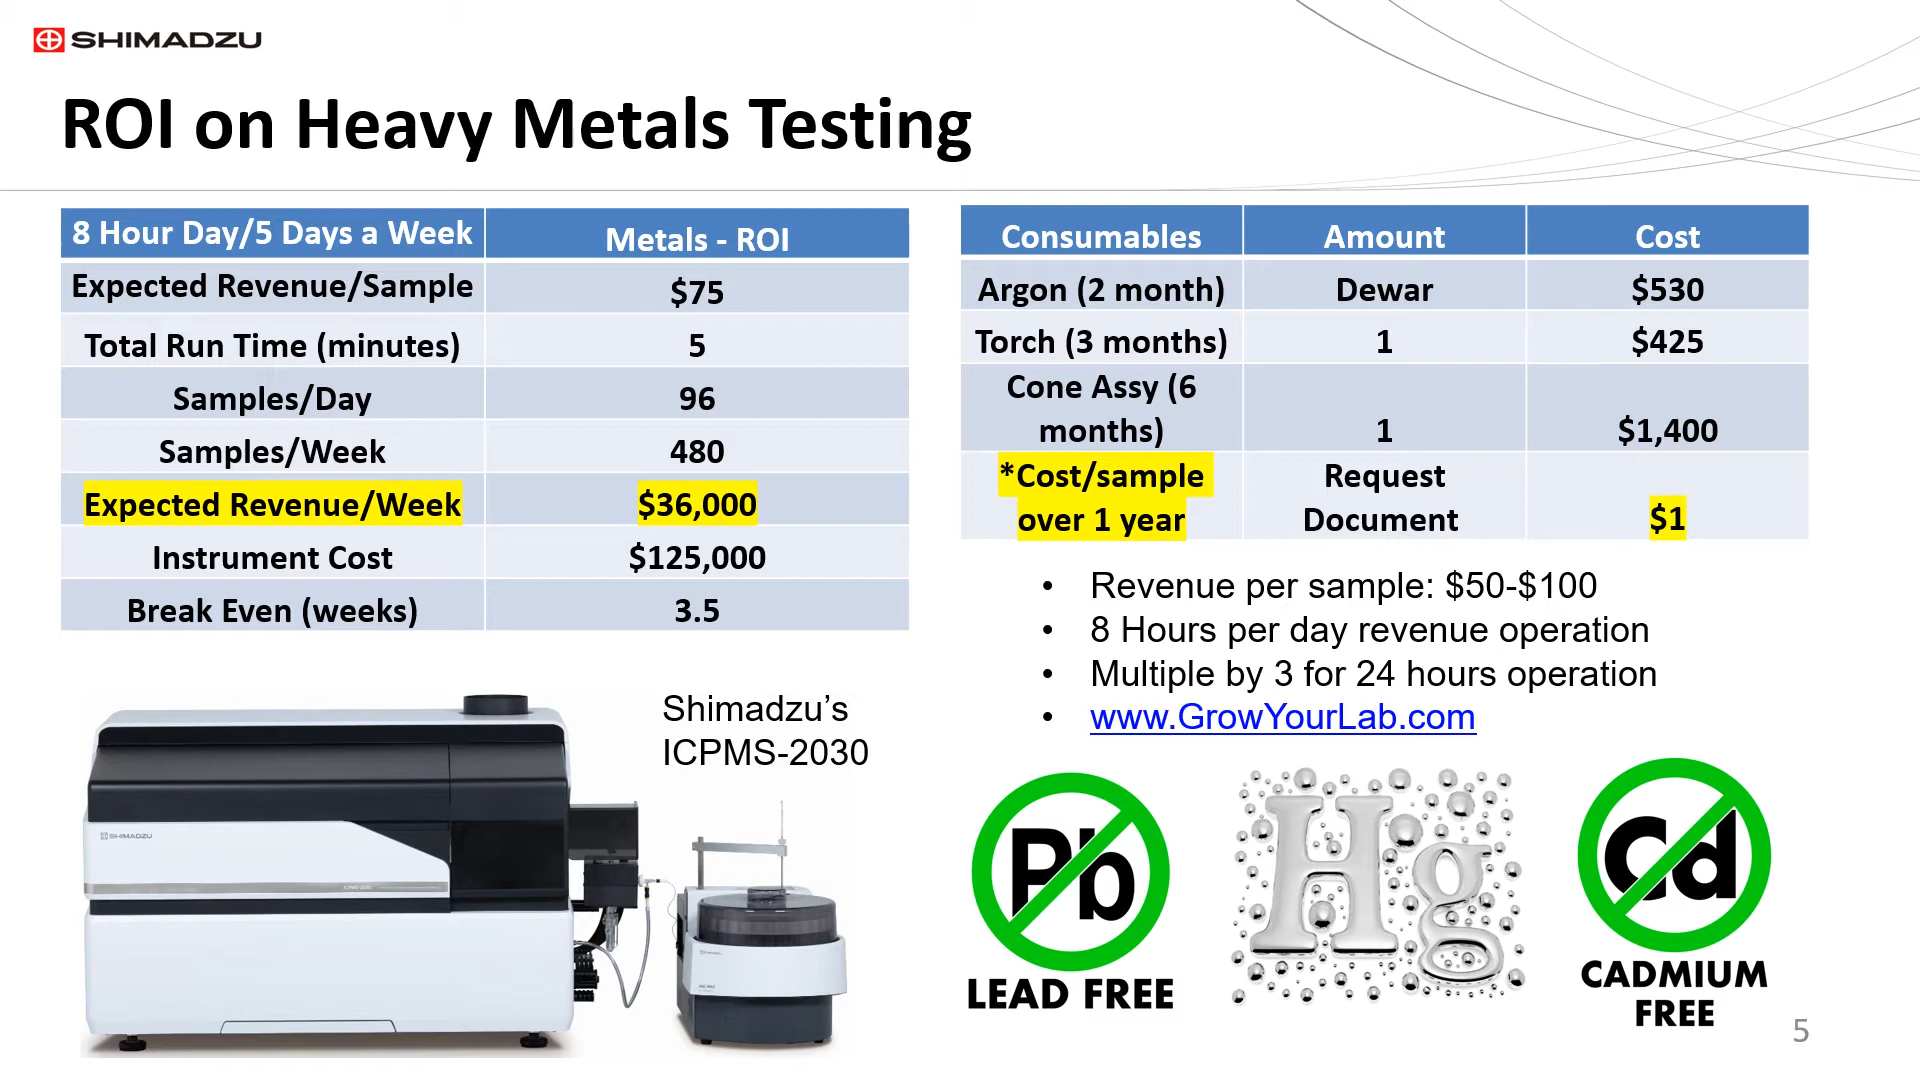 SHIMADZU
ROI on Heavy Metals Testing
8 Hour Day/5 Days a Week Metals - ROI
Expected Revenue/Sample $75
Total Run Time (minutes) 5
Samples/Day 96
Samples/Week 480
Expected Revenue/Week $36,000
Instrument Cost $125,000
Break Even (weeks) 3.5
Consumables Amount Cost
Argon (2 month) Dewar $530
Torch (3 months) 1 $425
Cone Assy (6
months) 1 $1,400
*Cost/sample Request
over 1 year Document $1
• Revenue per sample: $50-$100
• 8 Hours per day revenue operation
• Multiple by 3 for 24 hours operation
• www.GrowYourLab.com
Shimadzu’s
ICPMS-2030
SHIMADZU
ICPMS-2030
Pb
LEAD FREE
Hg
Cd
CADMIUM
FREE
5